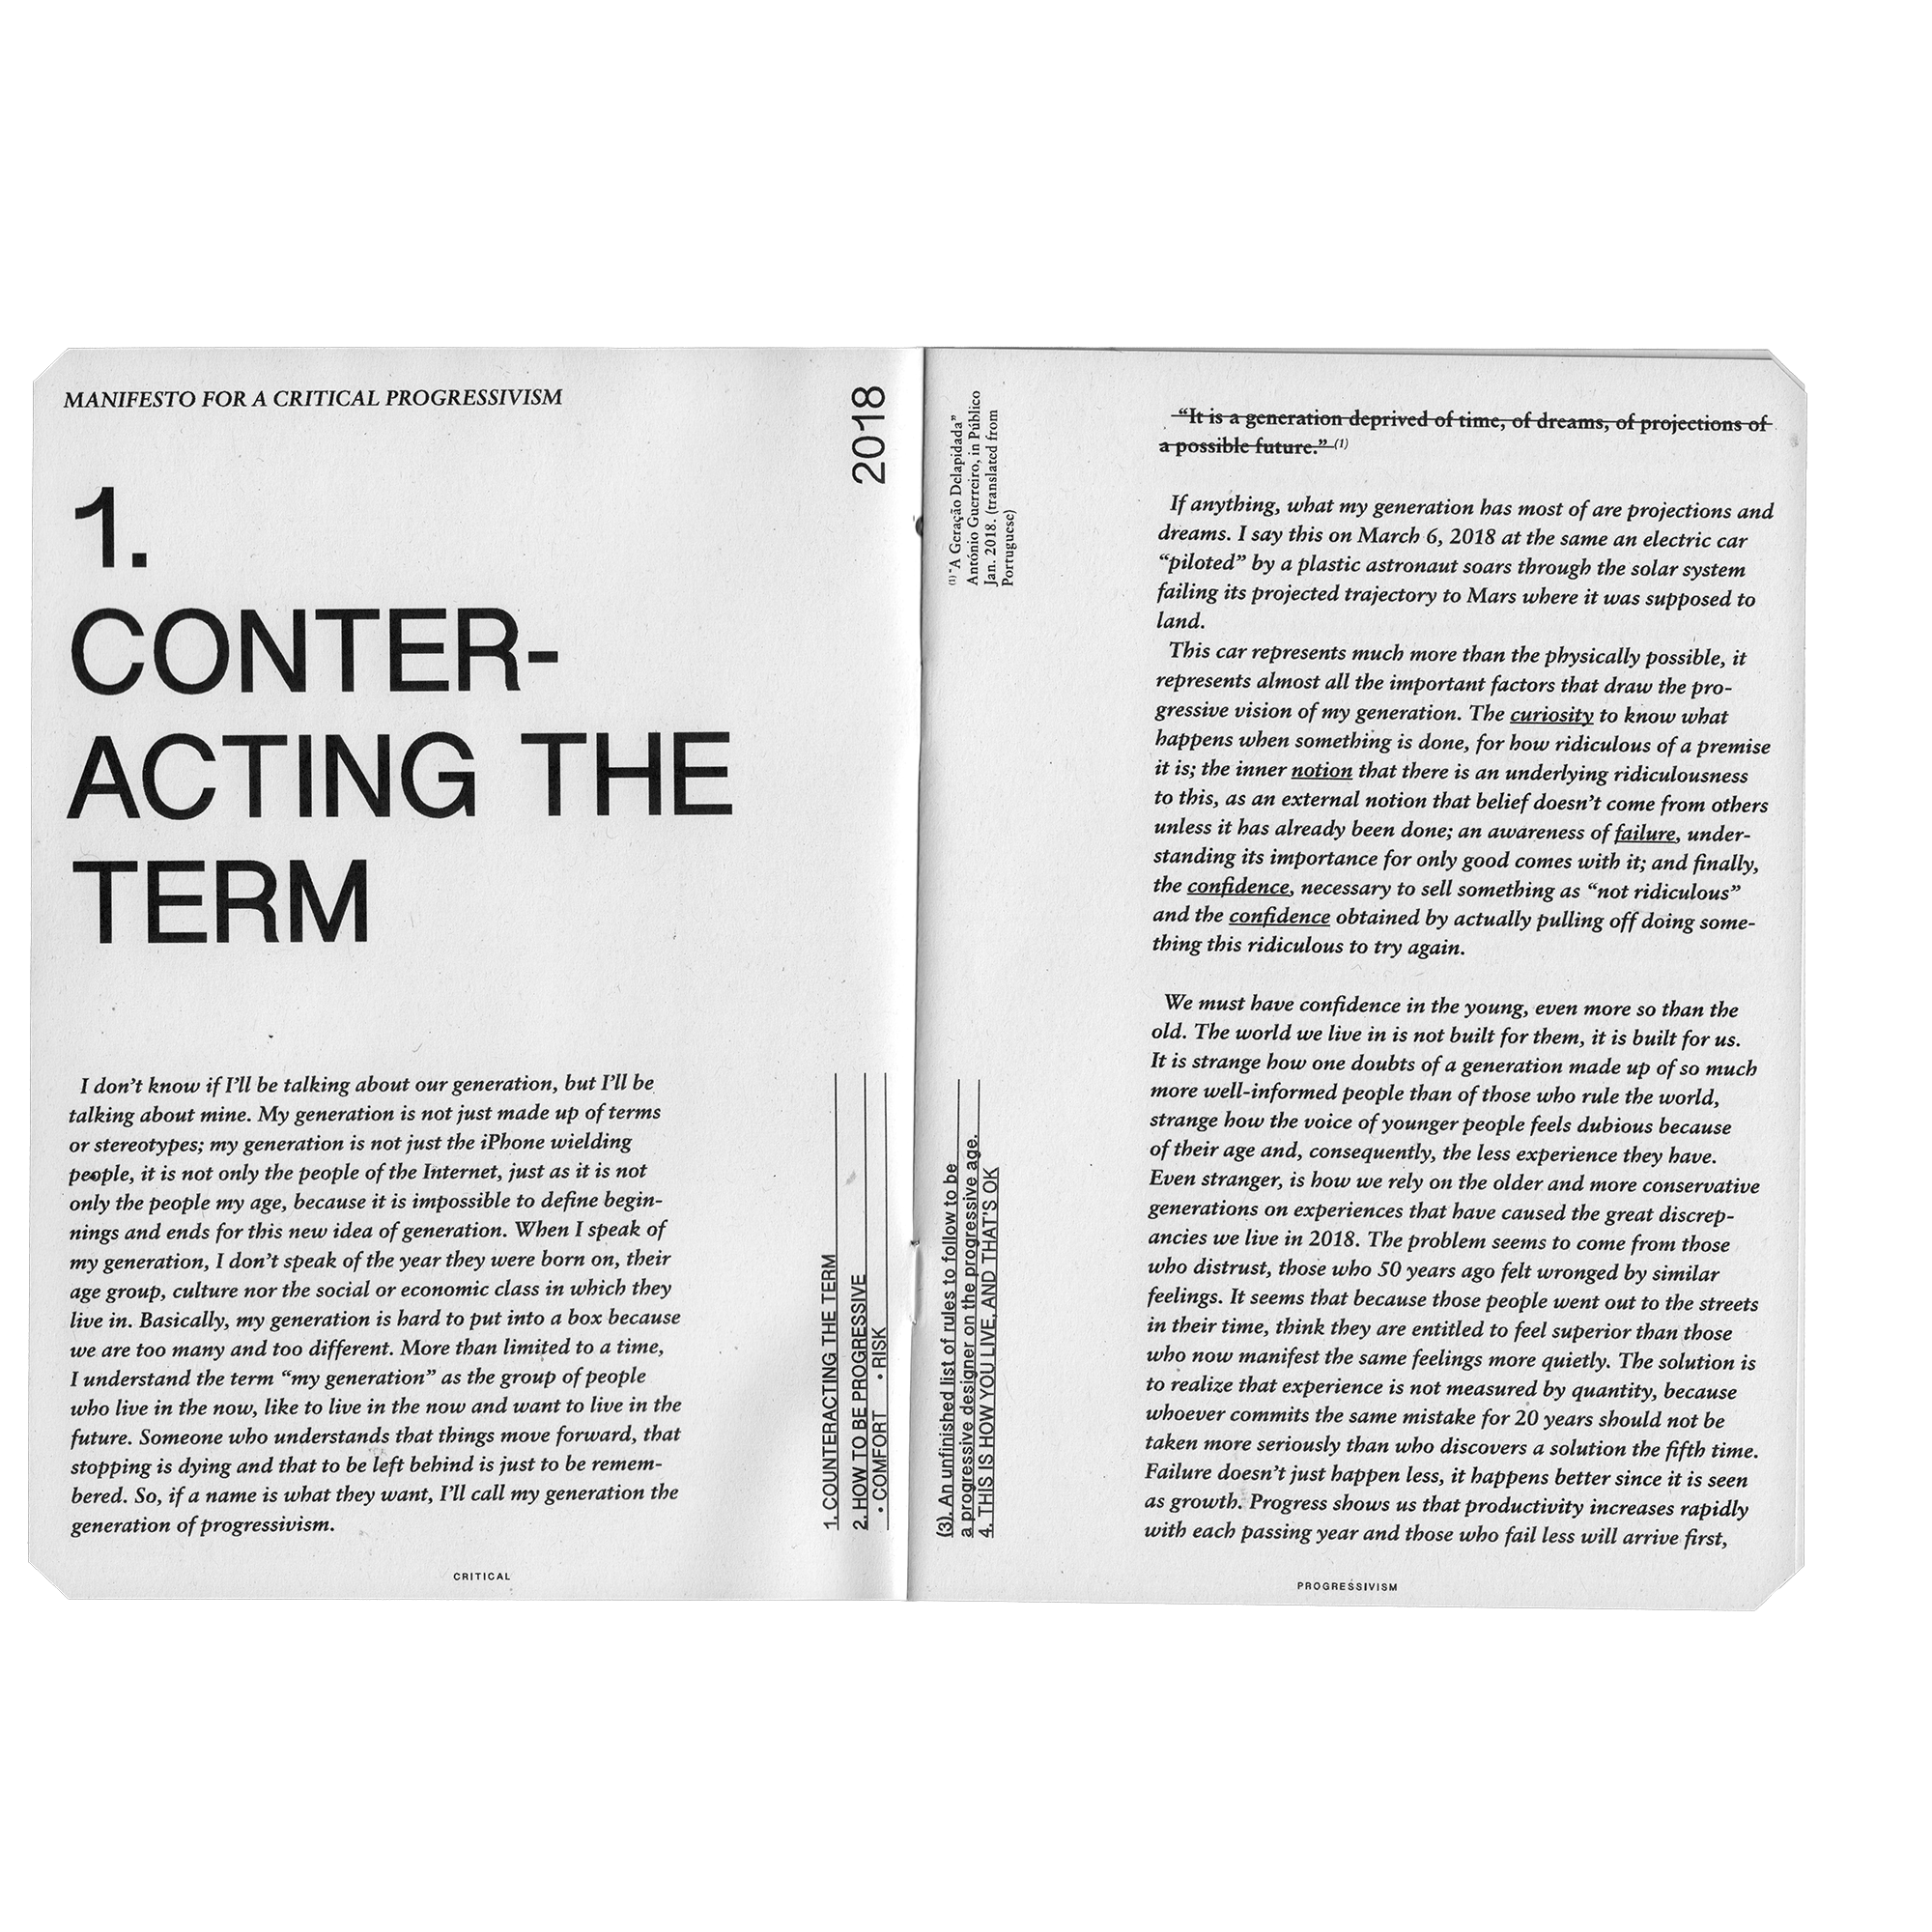 MANIFESTO FOR A CRITICAL PROGRESSIVISM
2018
1.
CONTER-
ACTING THE
TERM
I don’t know if I’ll be talking about our generation, but I’ll be
talking about mine. My generation is not just made up of terms
or stereotypes; my generation is not just the iPhone wielding
people, it is not only the people of the Internet, just as it is not
only the people my age, because it is impossible to define begin-
nings and ends for this new idea of generation. When I speak of
my generation, I don’t speak of the year they were born on, their
age group, culture nor the social or economic class in which they
live in. Basically, my generation is hard to put into a box because
we are too many and too different. More than limited to a time,
I understand the term “my generation” as the group of people
who live in the now, like to live in the now and want to live in the
future. Someone who understands that things move forward, that
stopping is dying and that to be left behind is just to be remem-
bered. So, if a name is what they want, I’ll call my generation the
generation of progressivism.
1. COUNTERACTING THE TERM
2. HOW TO BE PROGRESSIVE
• COMFORT • RISK
CRITICAL
(1) “A Geração Delapidada”
António Guerreiro, in Público
Jan. 2018. (translated from
Portuguese)
(3). An unfinished list of rules to follow to be
a progressive designer on the progressive age.
4. THIS IS HOW YOU LIVE, AND THAT’S OK
“It is a generation deprived of time, of dreams, of projections of
a possible future.” (1)
If anything, what my generation has most of are projections and
dreams. I say this on March 6, 2018 at the same an electric car
“piloted” by a plastic astronaut soars through the solar system
failing its projected trajectory to Mars where it was supposed to
land.
This car represents much more than the physically possible, it
represents almost all the important factors that draw the pro-
gressive vision of my generation. The curiosity to know what
happens when something is done, for how ridiculous of a premise
it is; the inner notion that there is an underlying ridiculousness
to this, as an external notion that belief doesn’t come from others
unless it has already been done; an awareness of failure, under-
standing its importance for only good comes with it; and finally,
the confidence, necessary to sell something as “not ridiculous”
and the confidence obtained by actually pulling off doing some-
thing this ridiculous to try again.
We must have confidence in the young, even more so than the
old. The world we live in is not built for them, it is built for us.
It is strange how one doubts of a generation made up of so much
more well-informed people than of those who rule the world,
strange how the voice of younger people feels dubious because
of their age and, consequently, the less experience they have.
Even stranger, is how we rely on the older and more conservative
generations on experiences that have caused the great discrep-
ancies we live in 2018. The problem seems to come from those
who distrust, those who 50 years ago felt wronged by similar
feelings. It seems that because those people went out to the streets
in their time, think they are entitled to feel superior than those
who now manifest the same feelings more quietly. The solution is
to realize that experience is not measured by quantity, because
whoever commits the same mistake for 20 years should not be
taken more seriously than who discovers a solution the fifth time.
Failure doesn’t just happen less, it happens better since it is seen
as growth. Progress shows us that productivity increases rapidly
with each passing year and those who fail less will arrive first,
PROGRESSIVISM